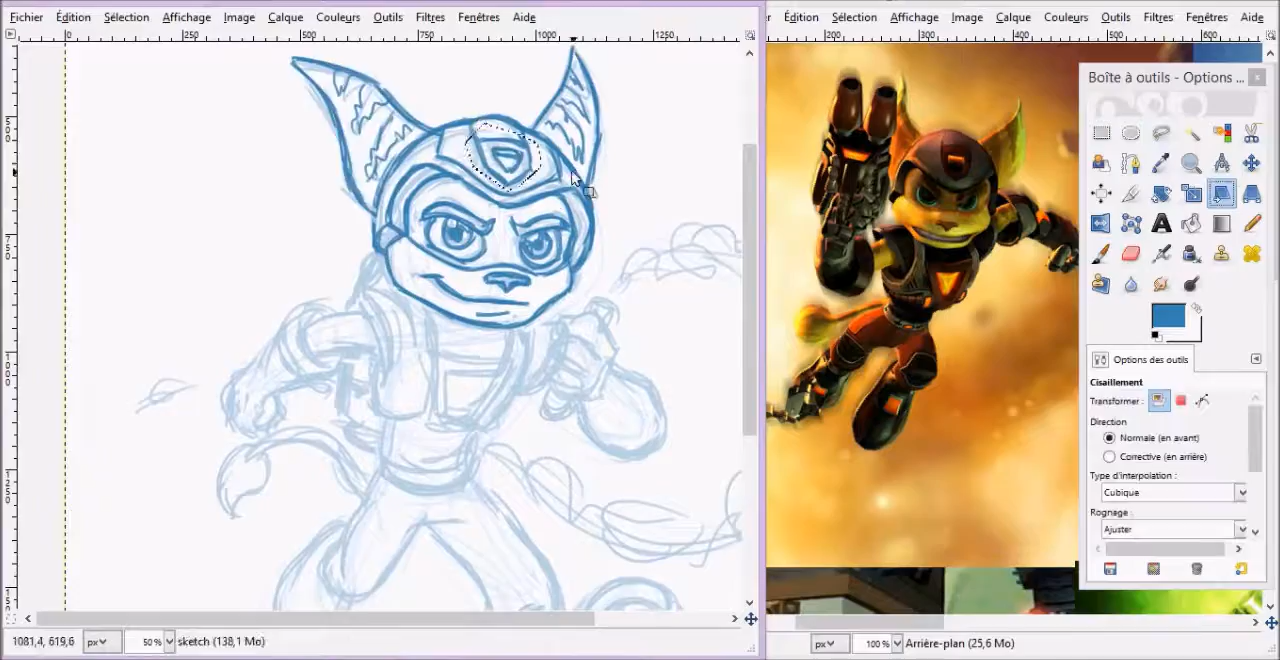 Fichier Édition Sélection Affichage Image Calque Couleurs Outils Filtres Fenêtres Aide
Édition Sélection Affichage Image Calque Couleurs Outils Filtres Fenêtres Aide
0 250 500 750 1000 1250
200 300 400 500 600
Boîte à outils - Options ...
Options des outils
Cisaillement
Transformer :
Direction
Normale (en avant)
Corrective (en arrière)
Type d'interpolation :
Cubique
Rognage :
Ajuster
1081,4, 619,6 px 50 % sketch (138,1 Mo)
px 100 % Arrière-plan (25,6 Mo)